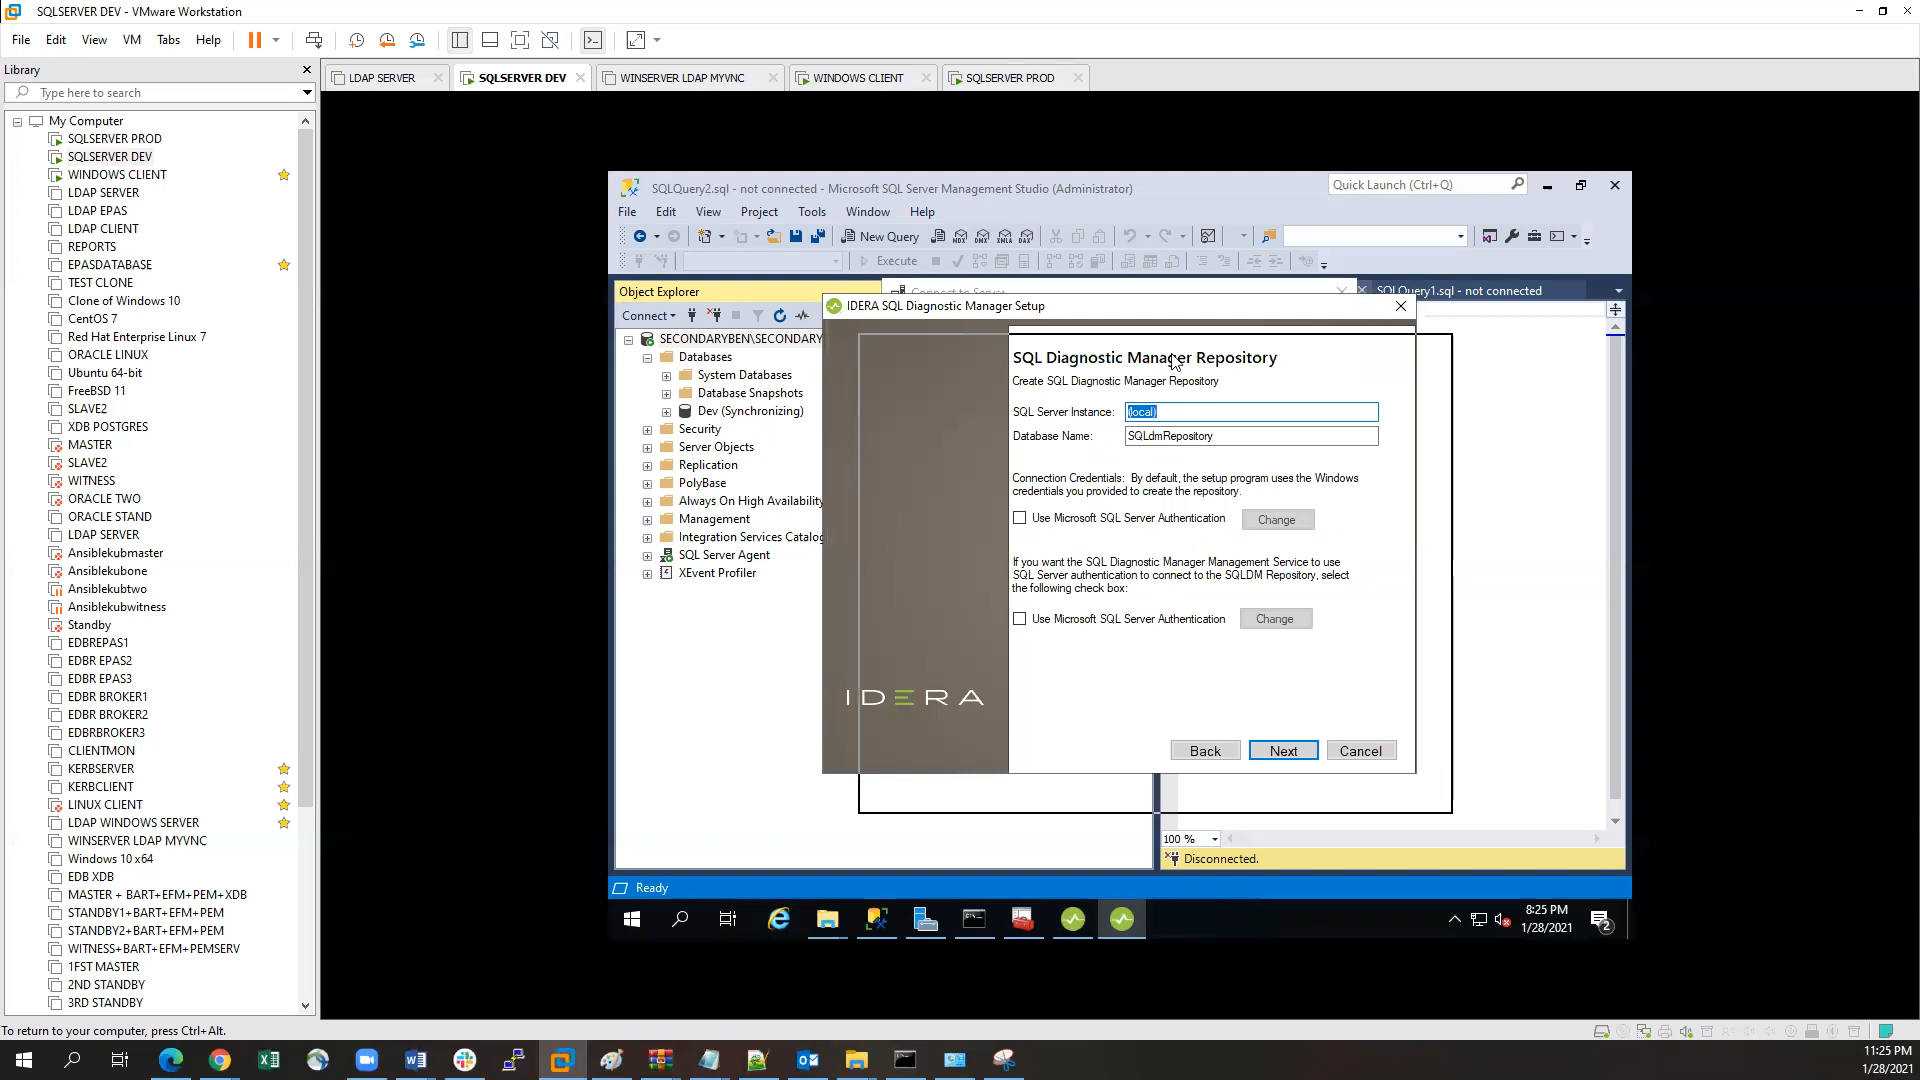 SQLSERVER DEV - VMware Workstation
File Edit View VM Tabs Help
Library
Type here to search
My Computer
SQLSERVER PROD
SQLSERVER DEV
WINDOWS CLIENT
LDAP SERVER
LDAP EPAS
LDAP CLIENT
REPORTS
EPASDATABASE
TEST CLONE
Clone of Windows 10
CentOS 7
Red Hat Enterprise Linux 7
ORACLE LINUX
Ubuntu 64-bit
FreeBSD 11
SLAVE2
XDB POSTGRES
MASTER
SLAVE2
WITNESS
ORACLE TWO
ORACLE STAND
LDAP SERVER
Ansiblekubmaster
Ansiblekubone
Ansiblekubtwo
Ansiblekubwitness
Standby
EDBREPAS1
EDBR EPAS2
EDBR EPAS3
EDBR BROKER1
EDBR BROKER2
EDBRBROKER3
CLIENTMON
KERBSERVER
KERBCLIENT
LINUX CLIENT
LDAP WINDOWS SERVER
WINSERVER LDAP MYVNC
Windows 10 x64
EDB XDB
MASTER + BART+EFM+PEM+XDB
STANDBY1+BART+EFM+PEM
STANDBY2+BART+EFM+PEM
WITNESS+BART+EFM+PEMSERV
1FST MASTER
2ND STANDBY
3RD STANDBY
LDAP SERVER SQLSERVER DEV WINSERVER LDAP MYVNC WINDOWS CLIENT SQLSERVER PROD
SQLQuery2.sql - not connected - Microsoft SQL Server Management Studio (Administrator)
Quick Launch (Ctrl+Q)
File Edit View Project Tools Window Help
New Query
MDX DMX XMLA DAX
Execute
Object Explorer
Connect to Server
SQLQuery1.sql - not connected
Connect
SECONDARYBEN\SECONDARY
Databases
System Databases
Database Snapshots
Dev (Synchronizing)
Security
Server Objects
Replication
PolyBase
Always On High Availability
Management
Integration Services Catalog
SQL Server Agent
XEvent Profiler
IDERA SQL Diagnostic Manager Setup
SQL Diagnostic Manager Repository
Create SQL Diagnostic Manager Repository
SQL Server Instance: (local)
Database Name: SQLdmRepository
Connection Credentials: By default, the setup program uses the Windows
credentials you provided to create the repository.
Use Microsoft SQL Server Authentication Change
If you want the SQL Diagnostic Manager Management Service to use
SQL Server authentication to connect to the SQLDM Repository, select
the following check box:
Use Microsoft SQL Server Authentication Change
IDERA
Back Next Cancel
100 %
Disconnected.
Ready
8:25 PM
1/28/2021
2
To return to your computer, press Ctrl+Alt.
11:25 PM
1/28/2021